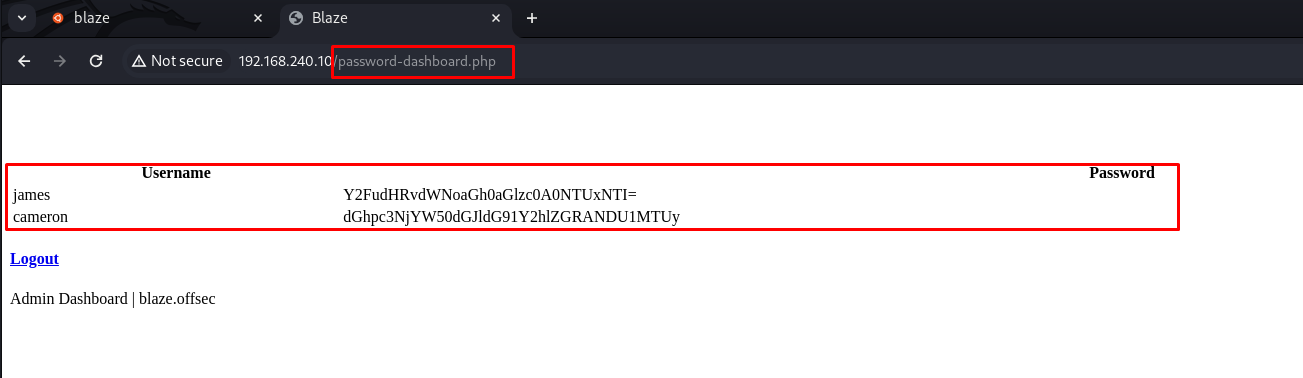 blaze
Blaze
Not secure 192.168.240.10/password-dashboard.php
Username Password
james Y2FudHRvdWNoaGh0aGlzc0A0NTUxNTI=
cameron dGhpc3NjYW50dGJldG91Y2hlZGRANDU1MTUy
Logout
Admin Dashboard | blaze.offsec